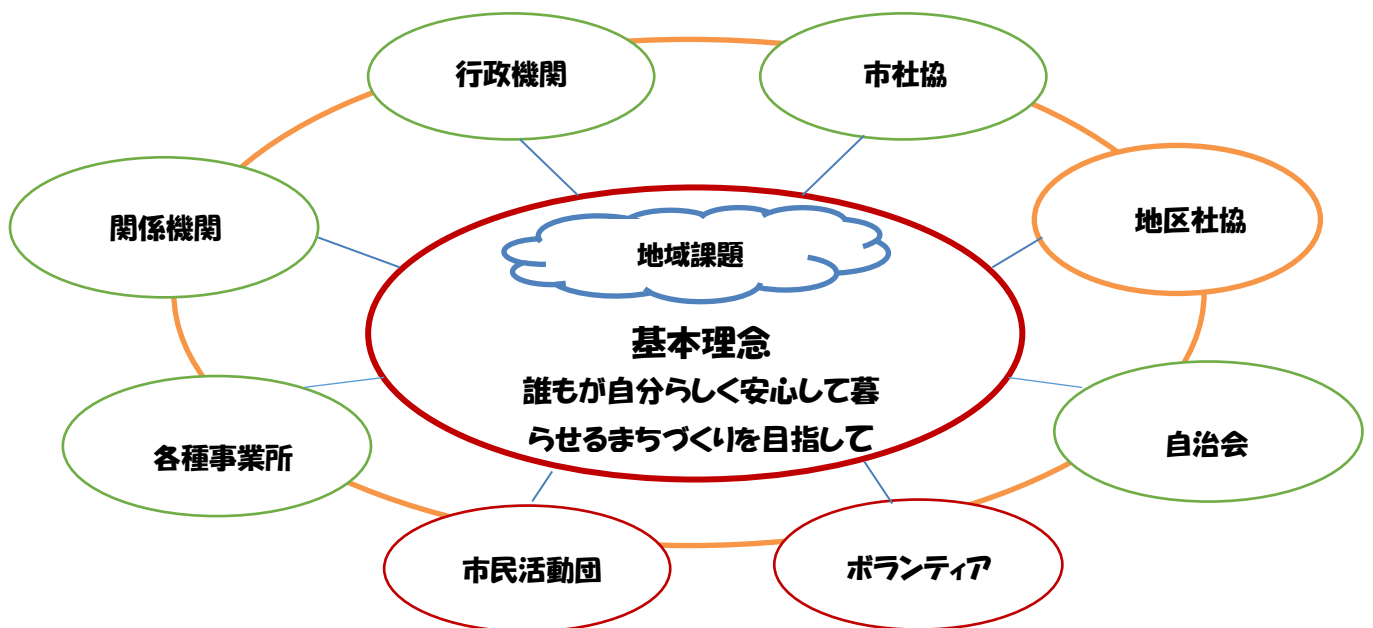 行政機関
市社協
関係機関
地区社協
地域課題
基本理念
誰もが自分らしく安心して暮
らせるまちづくりを目指して
各種事業所
自治会
市民活動団
ボランティア